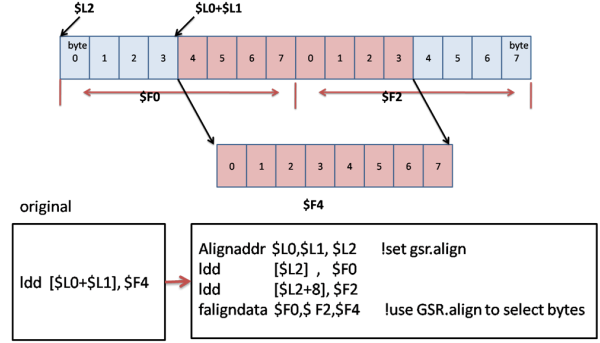 $L2 $L0+$L1
byte byte
0 1 2 3 4 5 6 7 0 1 2 3 4 5 6 7
$F0 $F2
0 1 2 3 4 5 6 7
$F4
original
Alignaddr $L0,$L1, $L2 !set gsr.align
ldd [$L0+$L1], $F4
ldd [$L2] , $F0
ldd [$L2+8], $F2
faligndata $F0,$ F2,$F4 !use GSR.align to select bytes